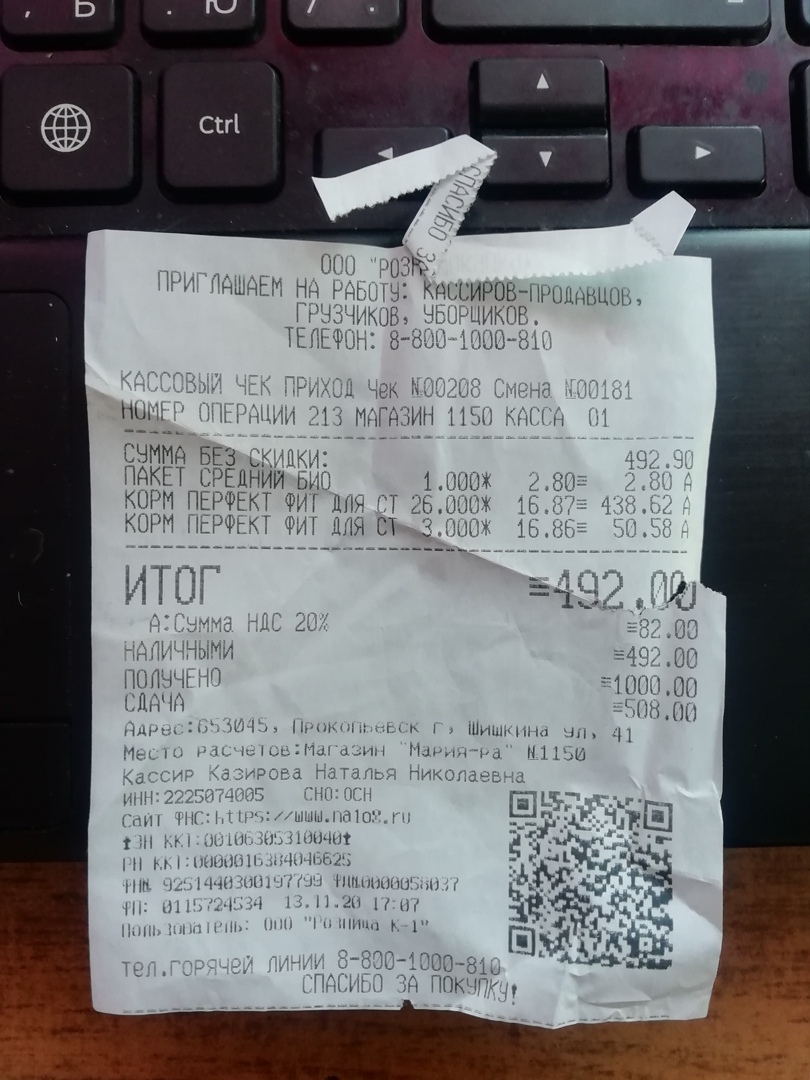 , Б
. Ю
/ .
Ctrl
СПАСИБО
ООО "РОЗН
ПРИГЛАШАЕМ НА РАБОТУ: КАССИРОВ-ПРОДАВЦОВ,
ГРУЗЧИКОВ, УБОРЩИКОВ.
ТЕЛЕФОН: 8-800-1000-810
КАССОВЫЙ ЧЕК ПРИХОД Чек №00208 Смена №00181
НОМЕР ОПЕРАЦИИ 213 МАГАЗИН 1150 КАССА 01
СУММА БЕЗ СКИДКИ: 492.90
ПАКЕТ СРЕДНИЙ БИО 1.000* 2.80≡ 2.80 А
КОРМ ПЕРФЕКТ ФИТ ДЛЯ СТ 26.000* 16.87≡ 438.62 А
КОРМ ПЕРФЕКТ ФИТ ДЛЯ СТ 3.000* 16.86≡ 50.58 А
ИТОГ ≡492.00
А:Сумма НДС 20% ≡82.00
НАЛИЧНЫМИ ≡492.00
ПОЛУЧЕНО ≡1000.00
СДАЧА ≡508.00
Адрес:653045, Прокопьевск г, Шишкина ул, 41
Место расчетов:Магазин "Мария-ра" №1150
Кассир Казирова Наталья Николаевна
ИНН:2225074005 СНО:ОСН
Сайт ФНС:https://www.nalog.ru
ЗН ККТ:00106305310040
РН ККТ:0000016384046625
ФН№ 9251440300197799 ФД№0000058037
ФП: 0115724534 13.11.20 17:07
Пользователь: ООО "Розница К-1"
тел.ГОРЯЧЕЙ ЛИНИИ 8-800-1000-810
СПАСИБО ЗА ПОКУПКУ!